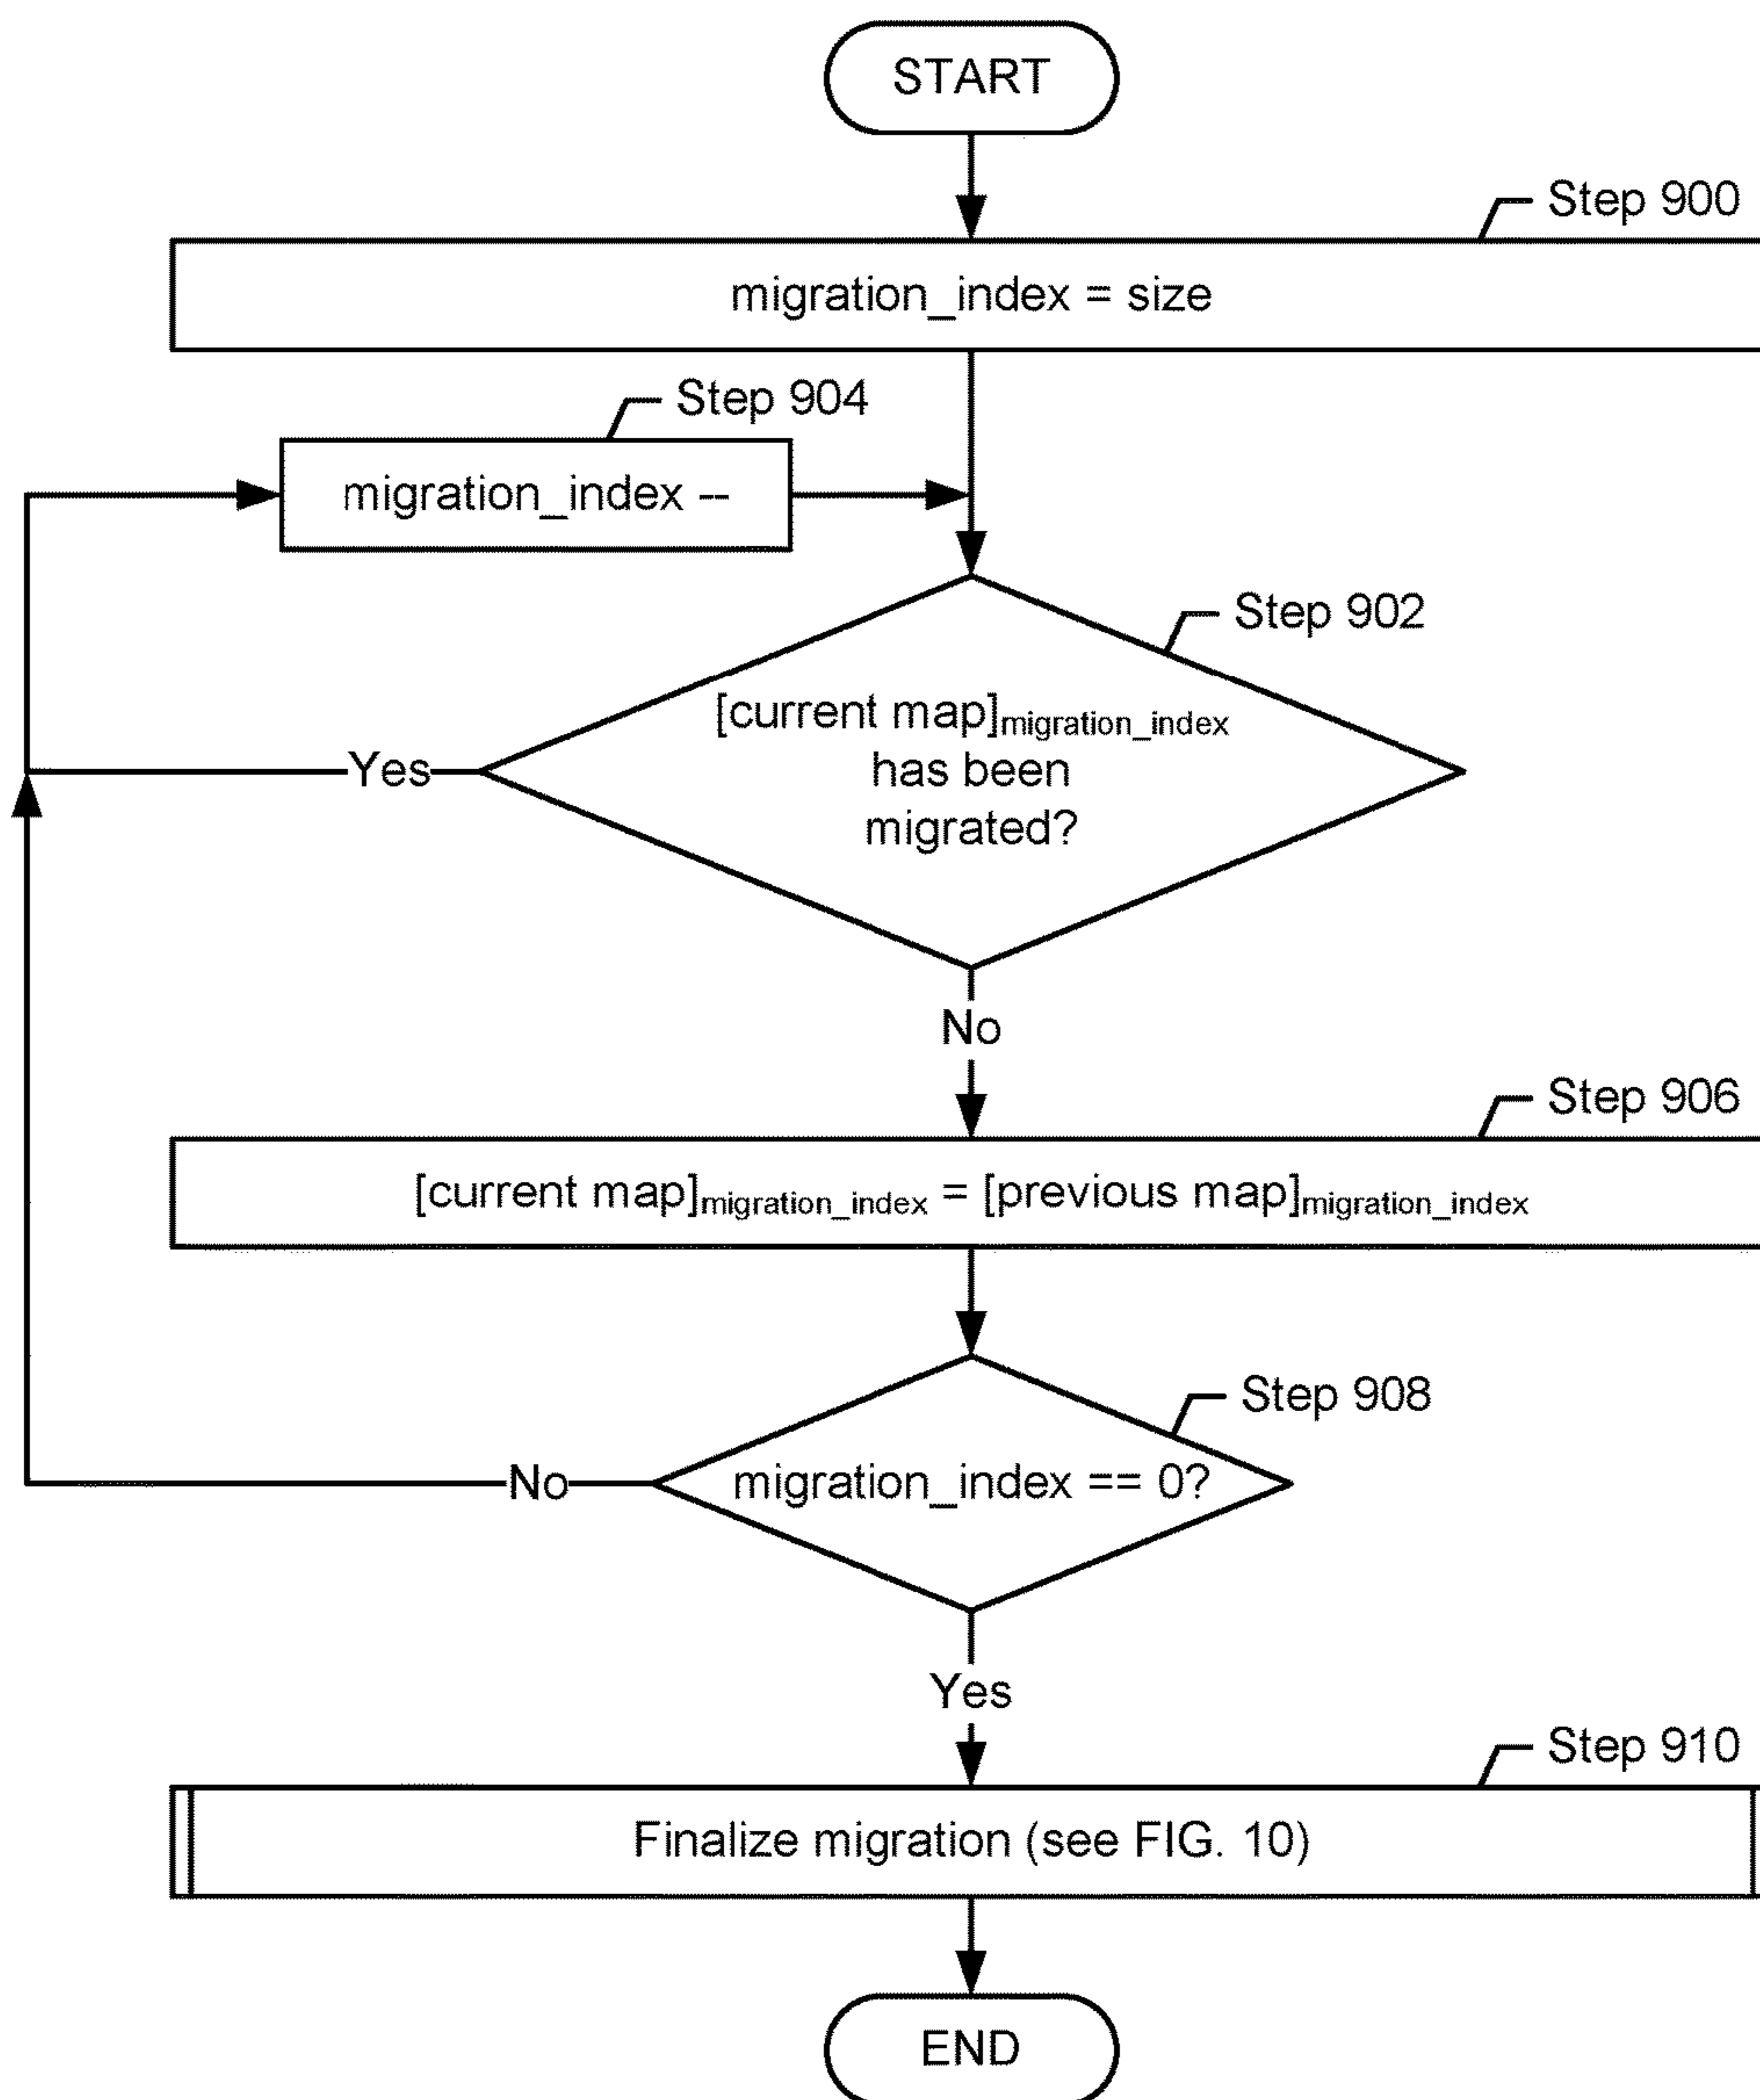 START
Step 900
migration_index = size
Step 904
migration_index --
Step 902
[current map]migration_index
has been
migrated?
Yes
No
Step 906
[current map]migration_index = [previous map]migration_index
Step 908
migration_index == 0?
No
Yes
Step 910
Finalize migration (see FIG. 10)
END